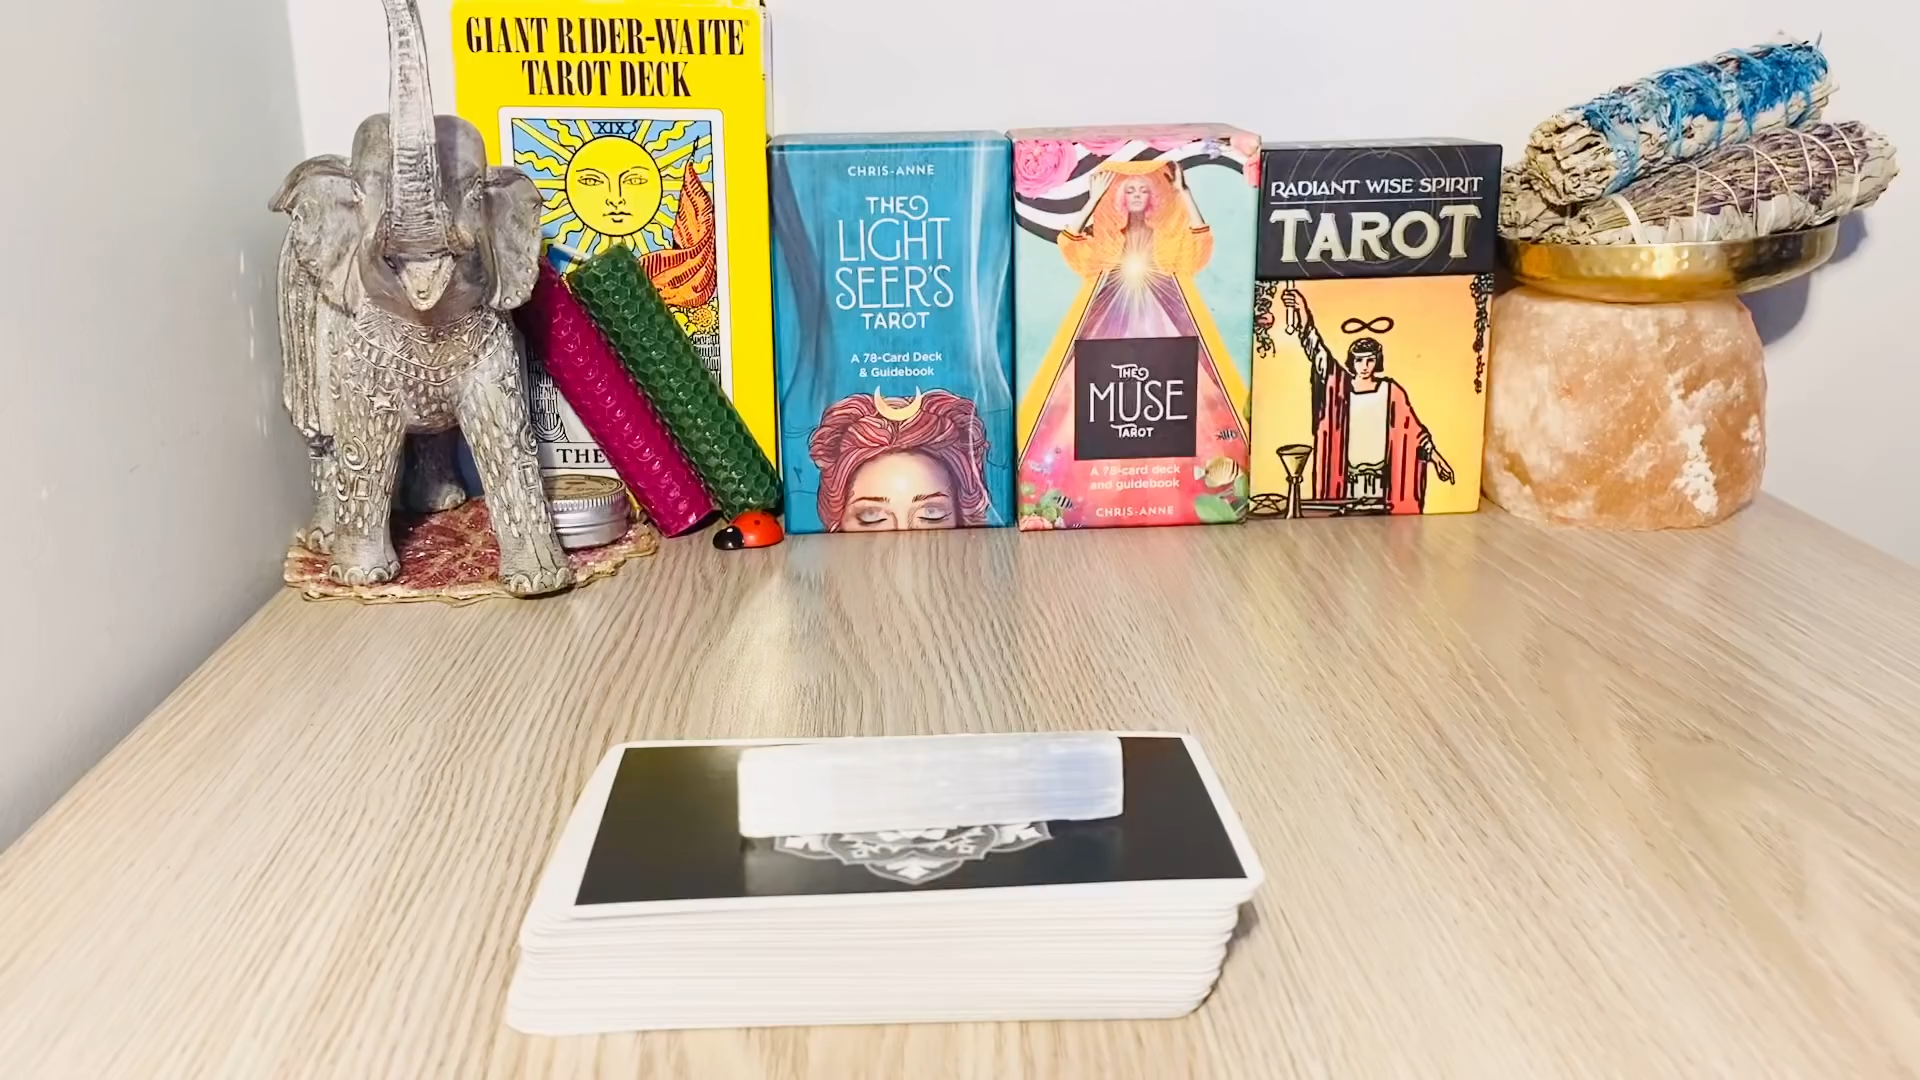 GIANT RIDER-WAITE
TAROT DECK
XIX
THE
CHRIS-ANNE
THE
LIGHT
SEER'S
TAROT
A 78-Card Deck
& Guidebook
THE
MUSE
TAROT
A 78-card deck
and guidebook
CHRIS-ANNE
RADIANT WISE SPIRIT
TAROT